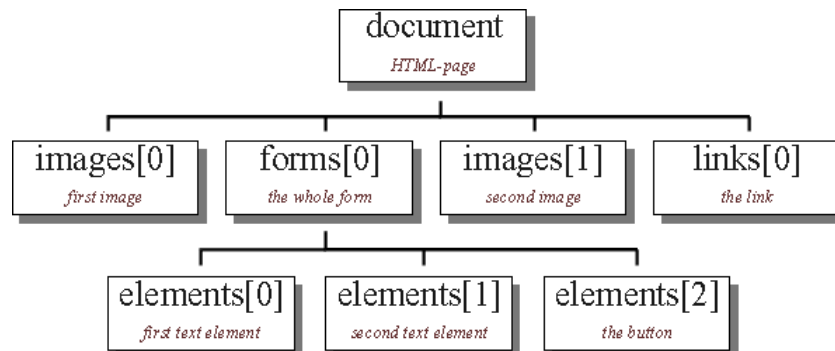 document
HTML-page
images[0]
first image
forms[0]
the whole form
images[1]
second image
links[0]
the link
elements[0]
first text element
elements[1]
second text element
elements[2]
the button